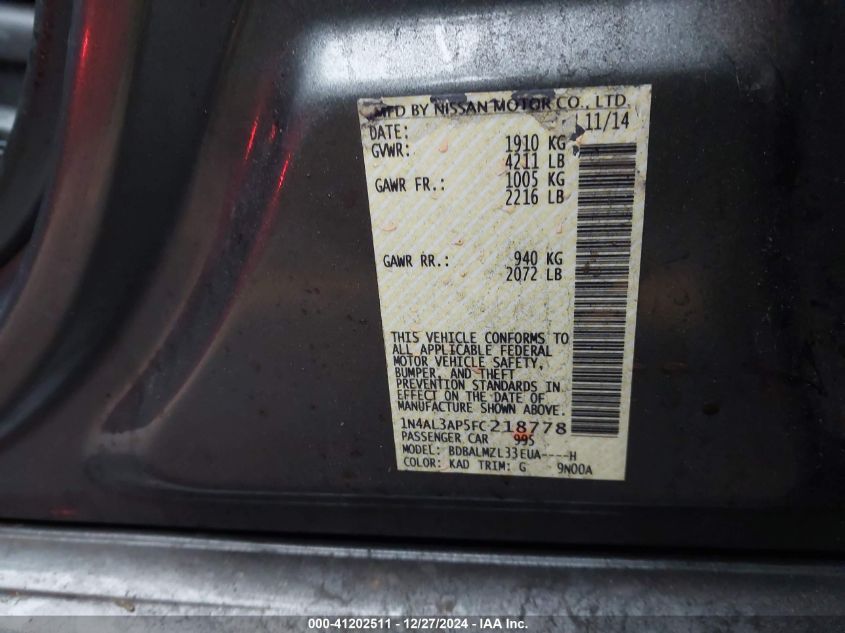 MFD BY NISSAN MOTOR CO., LTD.
DATE: 11/14
GVWR: 1910 KG
4211 LB
GAWR FR.: 1005 KG
2216 LB
GAWR RR.: 940 KG
2072 LB
THIS VEHICLE CONFORMS TO
ALL APPLICABLE FEDERAL
MOTOR VEHICLE SAFETY,
BUMPER, AND THEFT
PREVENTION STANDARDS IN
EFFECT ON THE DATE OF
MANUFACTURE SHOWN ABOVE.
1N4AL3AP5FC218778
PASSENGER CAR 995
MODEL: BDBALMZL33EUA----H
COLOR: KAD TRIM: G 9N00A
000-41202511 - 12/27/2024 - IAA Inc.